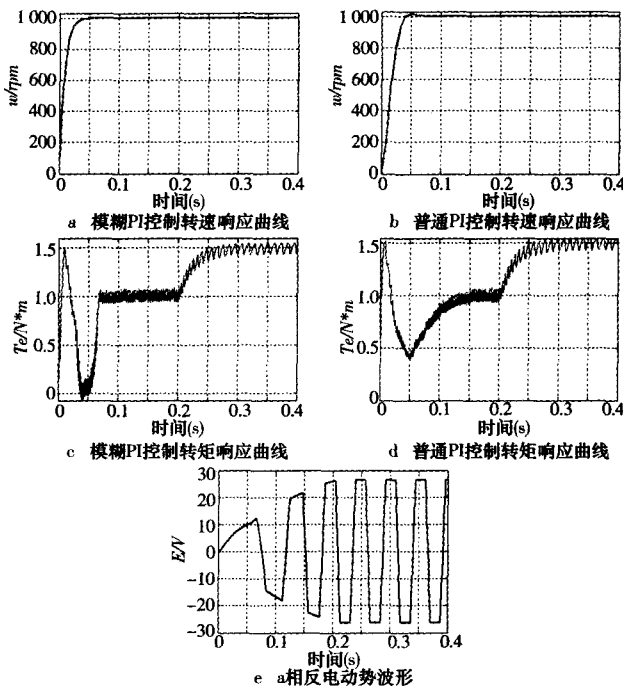 1 000
800
600
400
200
0
w/rpm
0 0.1 0.2 0.3 0.4
时间(s)
a 模糊PI控制转速响应曲线
1 000
800
600
400
200
0
w/rpm
0 0.1 0.2 0.3 0.4
时间(s)
b 普通PI控制转速响应曲线
1.5
1.0
0.5
0
Te/N*m
0 0.1 0.2 0.3 0.4
时间(s)
c 模糊PI控制转矩响应曲线
1.5
1.0
0.5
0
Te/N*m
0 0.1 0.2 0.3 0.4
时间(s)
d 普通PI控制转矩响应曲线
30
20
10
0
-10
-20
-30
E/V
0 0.1 0.2 0.3 0.4
时间(s)
e a相反电动势波形